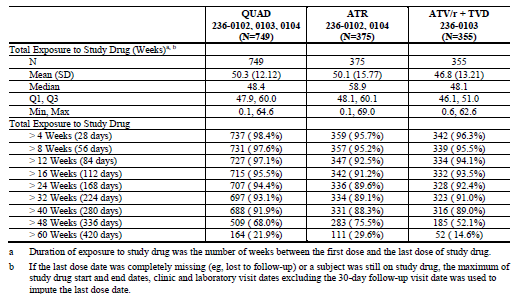 QUAD ATR ATV/r + TVD
236-0102, 0103, 0104 236-0102, 0104 236-0103
(N=749) (N=375) (N=355)
Total Exposure to Study Drug (Weeks)a, b
N 749 375 355
Mean (SD) 50.3 (12.12) 50.1 (15.77) 46.8 (13.21)
Median 48.4 58.9 48.1
Q1, Q3 47.9, 60.0 48.1, 60.1 46.1, 51.0
Min, Max 0.1, 64.6 0.1, 69.0 0.6, 62.6
Total Exposure to Study Drug
> 4 Weeks (28 days) 737 ( 98.4%) 359 ( 95.7%) 342 ( 96.3%)
> 8 Weeks (56 days) 731 ( 97.6%) 357 ( 95.2%) 339 ( 95.5%)
> 12 Weeks (84 days) 727 ( 97.1%) 347 ( 92.5%) 334 ( 94.1%)
> 16 Weeks (112 days) 715 ( 95.5%) 342 ( 91.2%) 332 ( 93.5%)
> 24 Weeks (168 days) 707 ( 94.4%) 336 ( 89.6%) 328 ( 92.4%)
> 32 Weeks (224 days) 697 ( 93.1%) 334 ( 89.1%) 323 ( 91.0%)
> 40 Weeks (280 days) 688 ( 91.9%) 331 ( 88.3%) 316 ( 89.0%)
> 48 Weeks (336 days) 509 ( 68.0%) 283 ( 75.5%) 185 ( 52.1%)
> 60 Weeks (420 days) 164 ( 21.9%) 111 ( 29.6%) 52 ( 14.6%)
a Duration of exposure to study drug was the number of weeks between the first dose and the last dose of study drug.
b If the last dose date was completely missing (eg, lost to follow-up) or a subject was still on study drug, the maximum of
study drug start and end dates, clinic and laboratory visit dates excluding the 30-day follow-up visit date was used to
impute the last dose date.